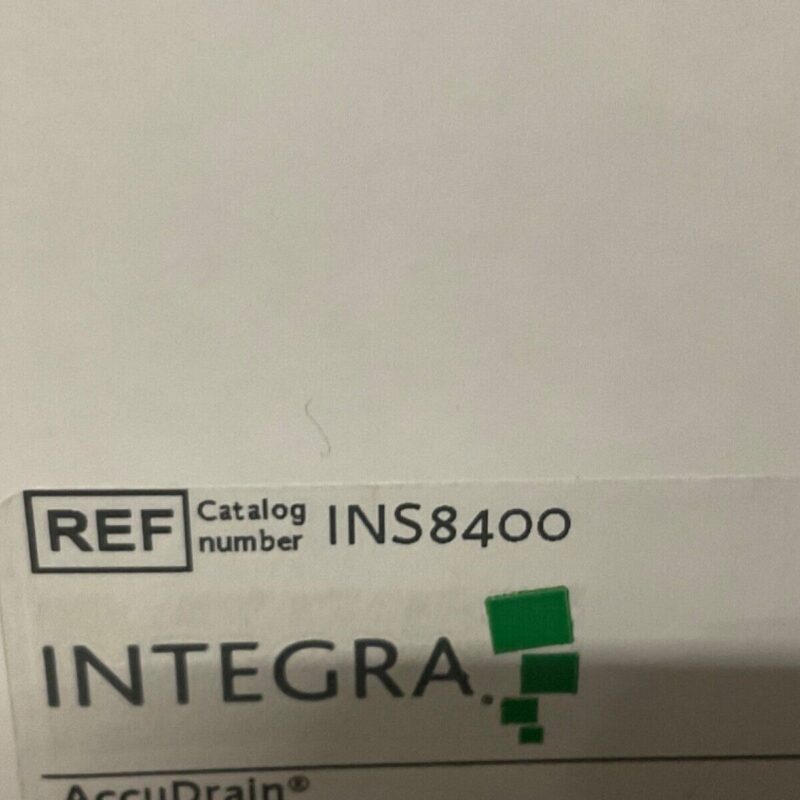 REF Catalog number INS8400
INTEGRA.
AccuDrain®